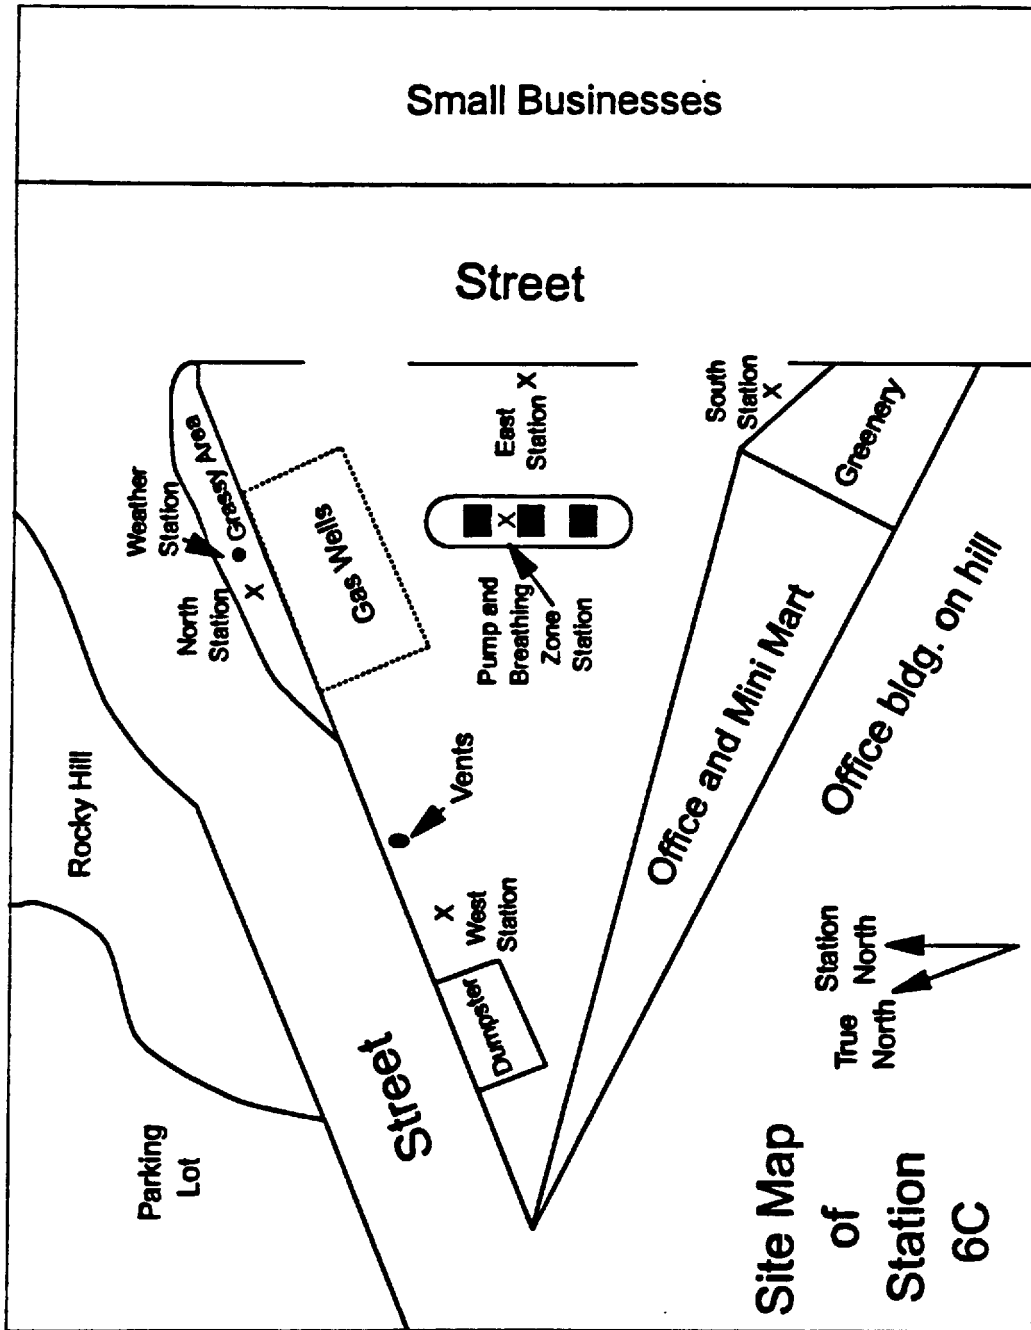 Small Businesses
Street
Weather
Station
Grassy Area
North
Station
Gas Wells
East
Station
South
Station
Greenery
Pump and
Breathing
Zone
Station
Rocky Hill
Vents
Office and Mini Mart
Office bldg. on hill
West
Station
Dumpster
Street
Parking
Lot
Station
North
True
North
Site Map
of
Station
6C
X
X
X
X
X